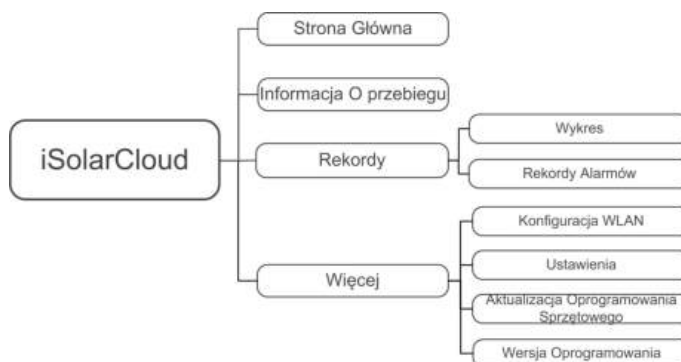 Strona Główna
Informacja O przebiegu
iSolarCloud
Rekordy
Wykres
Rekordy Alarmów
Więcej
Konfiguracja WLAN
Ustawienia
Aktualizacja Oprogramowania
Sprzętowego
Wersja Oprogramowania